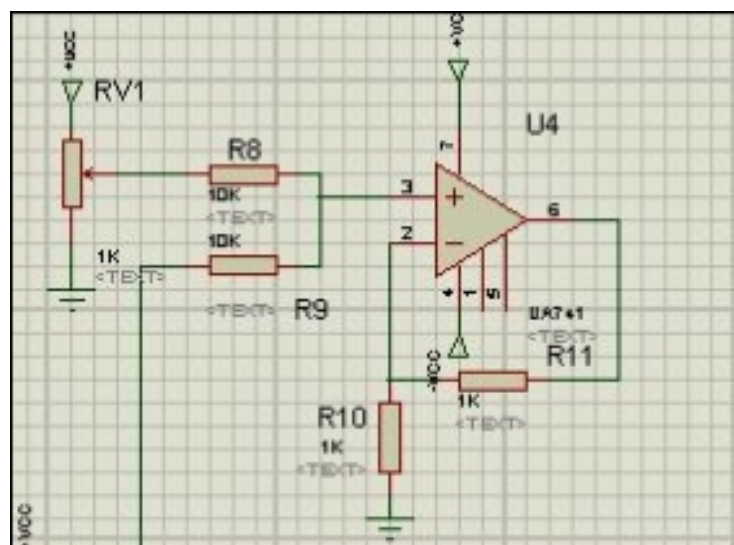 +VCC
RV1
1K
<TEXT>
R8
10K
<TEXT>
10K
<TEXT>
R9
+VC
U4
7
3
2
6
4
1
5
UA741
<TEXT>
-VCC
R11
1K
<TEXT>
R10
1K
<TEXT>
+VCC